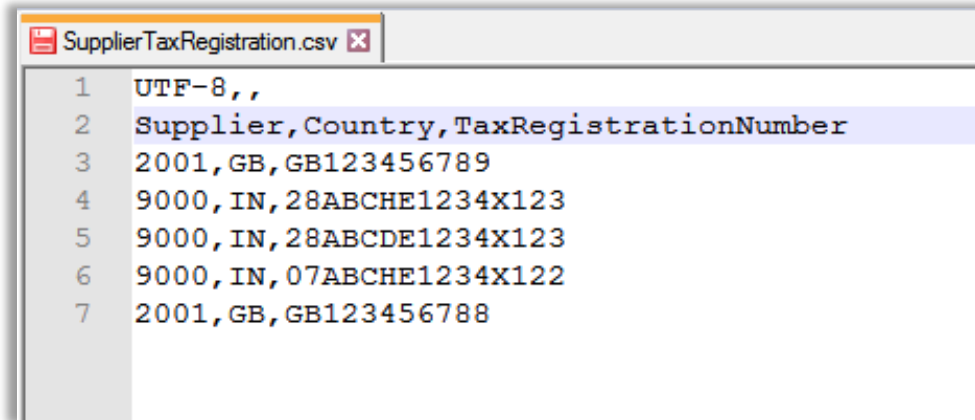 SupplierTaxRegistration.csv
1 UTF-8,,
2 Supplier,Country,TaxRegistrationNumber
3 2001,GB,GB123456789
4 9000,IN,28ABCHE1234X123
5 9000,IN,28ABCDE1234X123
6 9000,IN,07ABCHE1234X122
7 2001,GB,GB123456788